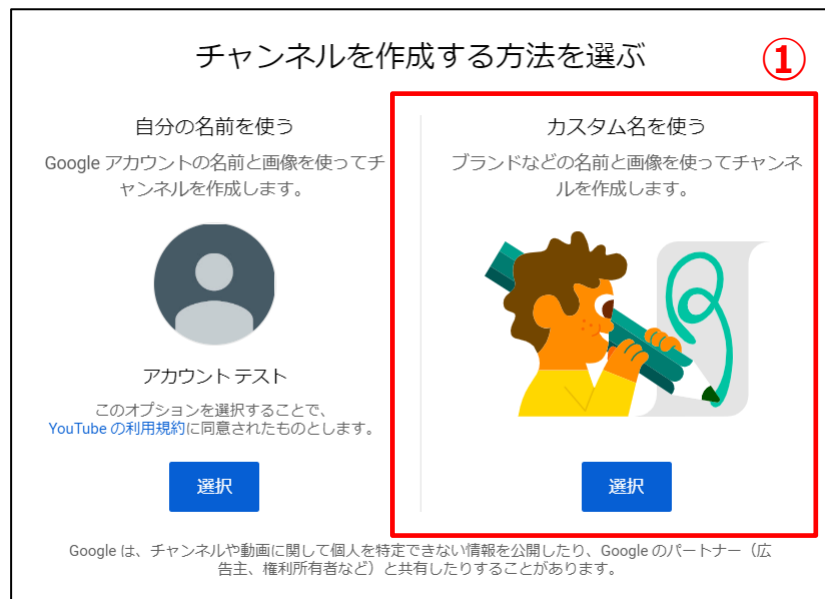 チャンネルを作成する方法を選ぶ
①
自分の名前を使う
Google アカウントの名前と画像を使ってチ
ャンネルを作成します。
アカウント テスト
このオプションを選択することで、
YouTube の利用規約に同意されたものとします。
選択
カスタム名を使う
ブランドなどの名前と画像を使ってチャンネ
ルを作成します。
選択
Google は、チャンネルや動画に関して個人を特定できない情報を公開したり、Google のパートナー（広
告主、権利所有者など）と共有したりすることがあります。